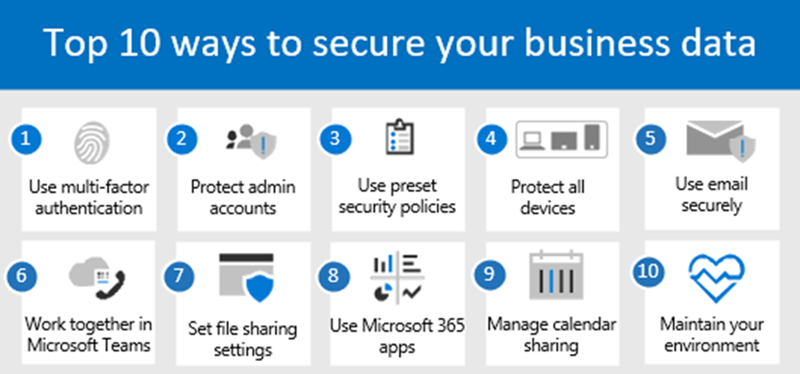 Top 10 ways to secure your business data
1
Use multi-factor
authentication
2
Protect admin
accounts
3
Use preset
security policies
4
Protect all
devices
5
Use email
securely
6
Work together in
Microsoft Teams
7
Set file sharing
settings
8
Use Microsoft 365
apps
9
Manage calendar
sharing
10
Maintain your
environment